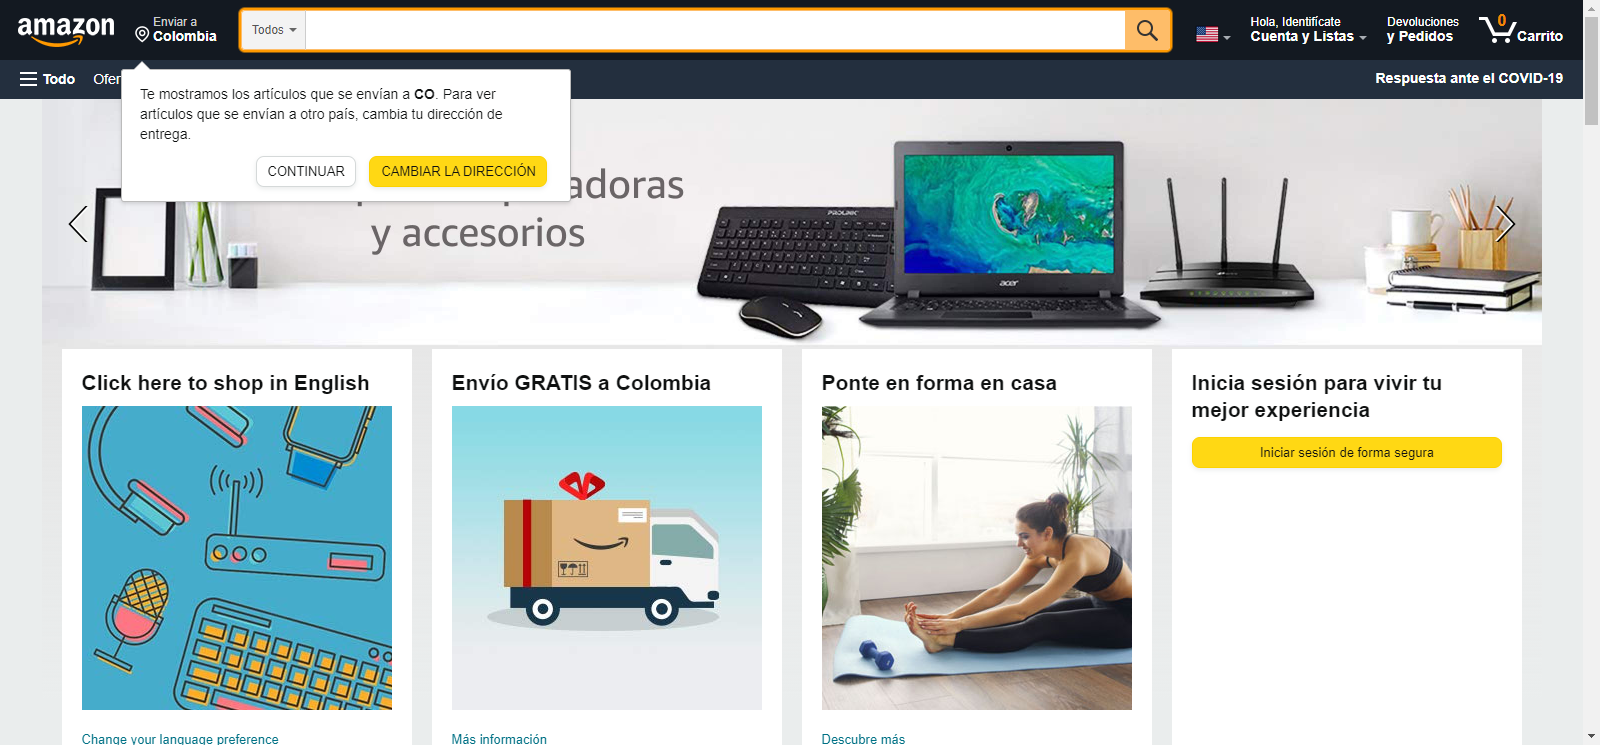 amazon
Enviar a
Colombia
Todos
Hola, Identifícate
Cuenta y Listas
Devoluciones
y Pedidos
0
Carrito
Todo
Respuesta ante el COVID-19
Te mostramos los artículos que se envían a CO. Para ver
artículos que se envían a otro país, cambia tu dirección de
entrega.
CONTINUAR
CAMBIAR LA DIRECCIÓN
y accesorios
PROLINK
acer
Click here to shop in English
Envío GRATIS a Colombia
Ponte en forma en casa
Inicia sesión para vivir tu
mejor experiencia
Iniciar sesión de forma segura
Change your language preference
Más información
Descubre más